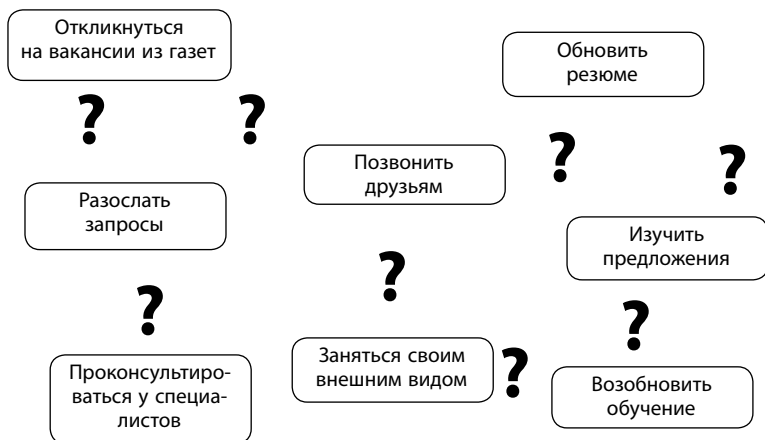 Откликнуться
на вакансии из газет
Обновить
резюме
?
?
Позвонить
друзьям
?
?
Разослать
запросы
Изучить
предложения
?
?
?
Проконсультиро-
ваться у специа-
листов
Заняться своим
внешним видом
?
Возобновить
обучение